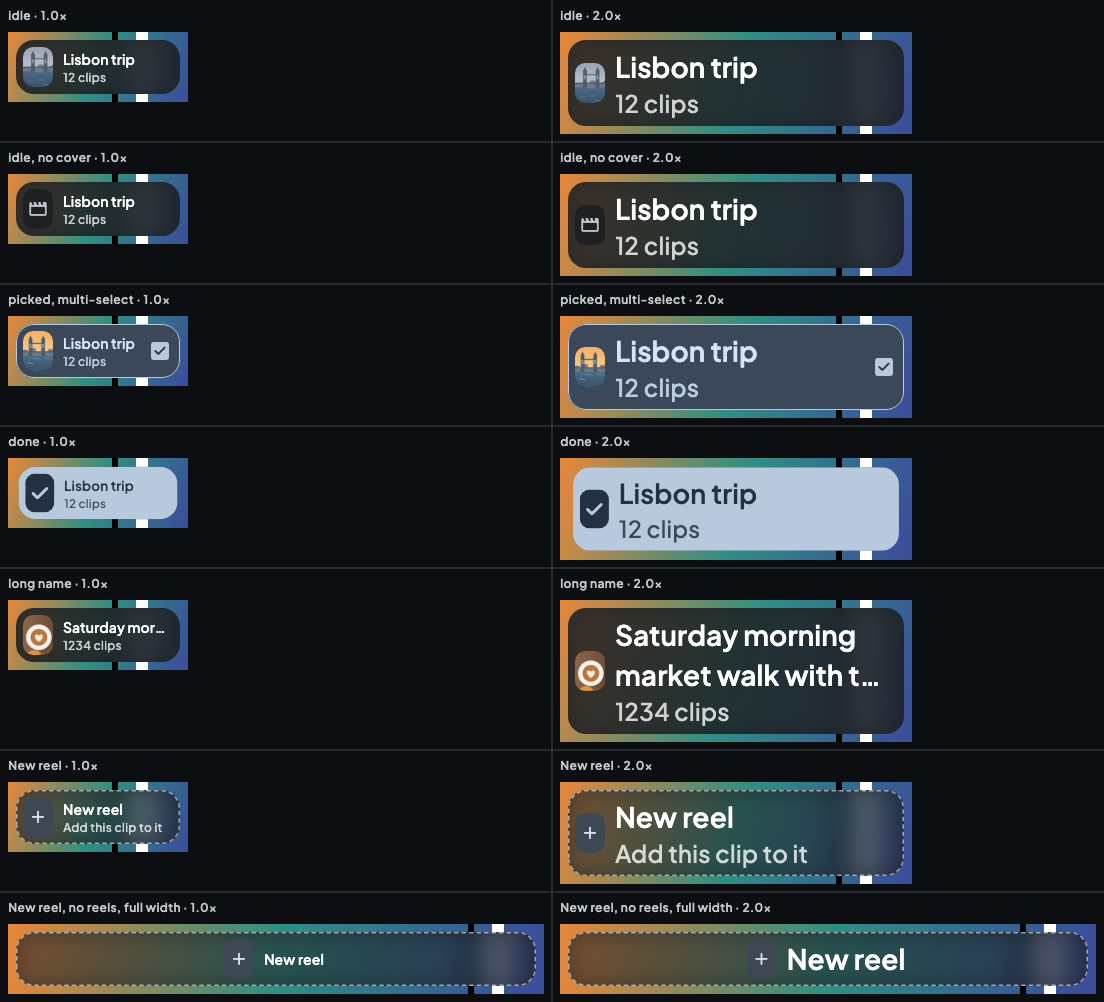 idle · 1.0×
Lisbon trip
12 clips
idle · 2.0×
Lisbon trip
12 clips
idle, no cover · 1.0×
Lisbon trip
12 clips
idle, no cover · 2.0×
Lisbon trip
12 clips
picked, multi-select · 1.0×
Lisbon trip
12 clips
picked, multi-select · 2.0×
Lisbon trip
12 clips
done · 1.0×
Lisbon trip
12 clips
done · 2.0×
Lisbon trip
12 clips
long name · 1.0×
Saturday mor...
1234 clips
long name · 2.0×
Saturday morning
market walk with t...
1234 clips
New reel · 1.0×
New reel
Add this clip to it
New reel · 2.0×
New reel
Add this clip to it
New reel, no reels, full width · 1.0×
New reel
New reel, no reels, full width · 2.0×
New reel